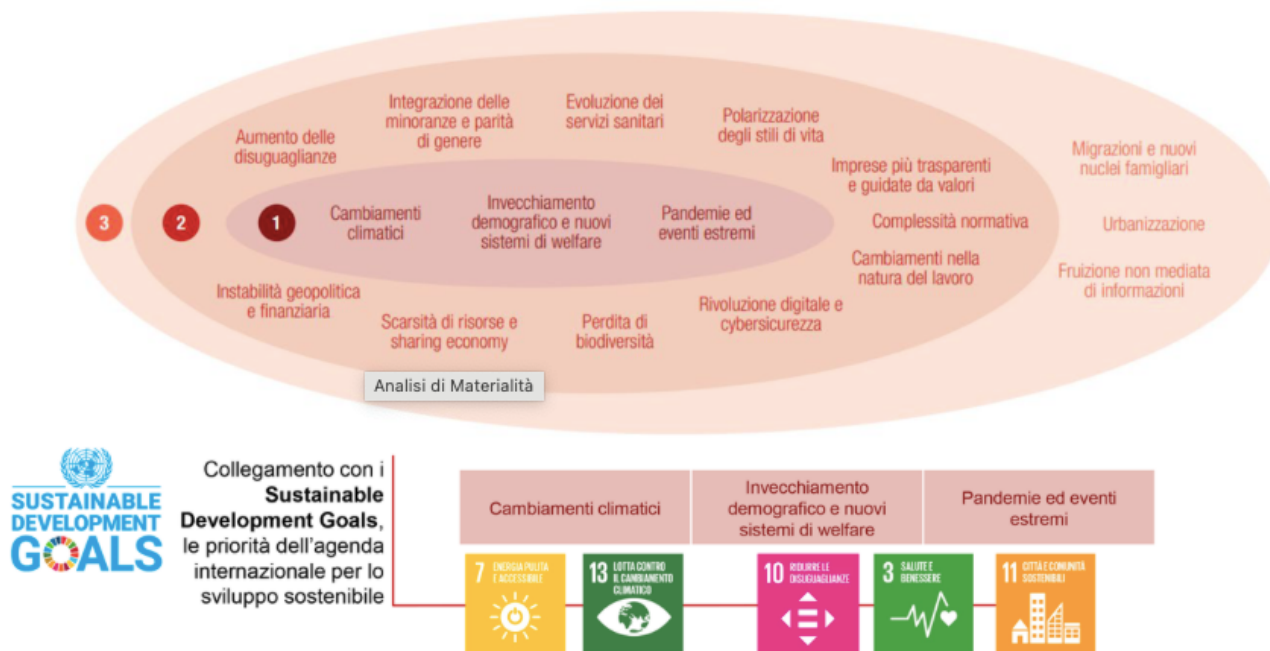 Integrazione delle
minoranze e parità
di genere
Evoluzione dei
servizi sanitari
Polarizzazione
degli stili di vita
Aumento delle
disuguaglianze
Imprese più trasparenti
e guidate da valori
Migrazioni e nuovi
nuclei famigliari
3
2
1
Cambiamenti
climatici
Invecchiamento
demografico e nuovi
sistemi di welfare
Pandemie ed
eventi estremi
Complessità normativa
Urbanizzazione
Cambiamenti nella
natura del lavoro
Fruizione non mediata
di informazioni
Instabilità geopolitica
e finanziaria
Scarsità di risorse e
sharing economy
Perdita di
biodiversità
Rivoluzione digitale e
cybersicurezza
Analisi di Materialità
SUSTAINABLE
DEVELOPMENT
GOALS
Collegamento con i
Sustainable
Development Goals,
le priorità dell'agenda
internazionale per lo
sviluppo sostenibile
Cambiamenti climatici
Invecchiamento
demografico e nuovi
sistemi di welfare
Pandemie ed eventi
estremi
7 ENERGIA PULITA
E ACCESSIBILE
13 LOTTA CONTRO
IL CAMBIAMENTO
CLIMATICO
10 RIDURRE LE
DISUGUAGLIANZE
3 SALUTE E
BENESSERE
11 CITTÀ E COMUNITÀ
SOSTENIBILI